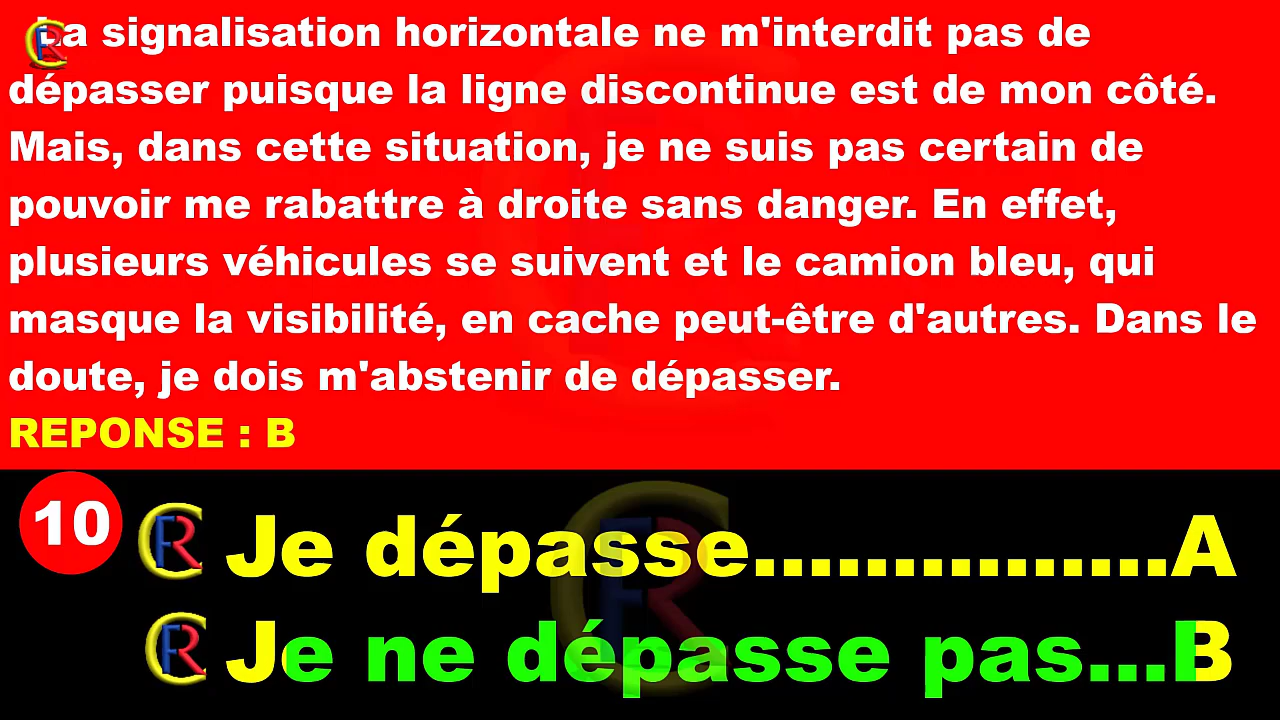 La signalisation horizontale ne m'interdit pas de
dépasser puisque la ligne discontinue est de mon côté.
Mais, dans cette situation, je ne suis pas certain de
pouvoir me rabattre à droite sans danger. En effet,
plusieurs véhicules se suivent et le camion bleu, qui
masque la visibilité, en cache peut-être d'autres. Dans le
doute, je dois m'abstenir de dépasser.
REPONSE : B
10
CFR Je dépasse...............A
CFR Je ne dépasse pas...B